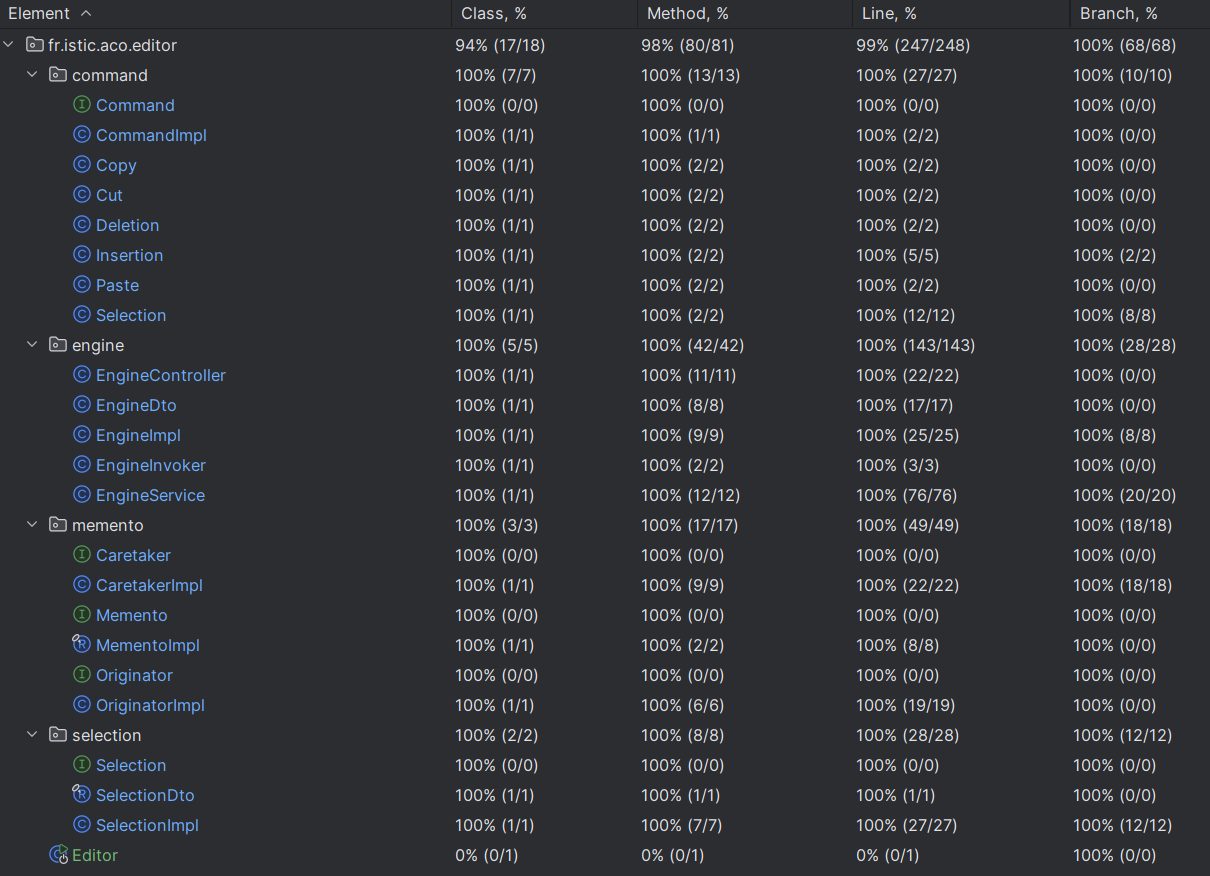 Element Class, % Method, % Line, % Branch, %
fr.istic.aco.editor 94% (17/18) 98% (80/81) 99% (247/248) 100% (68/68)
command 100% (7/7) 100% (13/13) 100% (27/27) 100% (10/10)
Command 100% (0/0) 100% (0/0) 100% (0/0) 100% (0/0)
CommandImpl 100% (1/1) 100% (1/1) 100% (2/2) 100% (0/0)
Copy 100% (1/1) 100% (2/2) 100% (2/2) 100% (0/0)
Cut 100% (1/1) 100% (2/2) 100% (2/2) 100% (0/0)
Deletion 100% (1/1) 100% (2/2) 100% (2/2) 100% (0/0)
Insertion 100% (1/1) 100% (2/2) 100% (5/5) 100% (2/2)
Paste 100% (1/1) 100% (2/2) 100% (2/2) 100% (0/0)
Selection 100% (1/1) 100% (2/2) 100% (12/12) 100% (8/8)
engine 100% (5/5) 100% (42/42) 100% (143/143) 100% (28/28)
EngineController 100% (1/1) 100% (11/11) 100% (22/22) 100% (0/0)
EngineDto 100% (1/1) 100% (8/8) 100% (17/17) 100% (0/0)
EngineImpl 100% (1/1) 100% (9/9) 100% (25/25) 100% (8/8)
EngineInvoker 100% (1/1) 100% (2/2) 100% (3/3) 100% (0/0)
EngineService 100% (1/1) 100% (12/12) 100% (76/76) 100% (20/20)
memento 100% (3/3) 100% (17/17) 100% (49/49) 100% (18/18)
Caretaker 100% (0/0) 100% (0/0) 100% (0/0) 100% (0/0)
CaretakerImpl 100% (1/1) 100% (9/9) 100% (22/22) 100% (18/18)
Memento 100% (0/0) 100% (0/0) 100% (0/0) 100% (0/0)
MementoImpl 100% (1/1) 100% (2/2) 100% (8/8) 100% (0/0)
Originator 100% (0/0) 100% (0/0) 100% (0/0) 100% (0/0)
OriginatorImpl 100% (1/1) 100% (6/6) 100% (19/19) 100% (0/0)
selection 100% (2/2) 100% (8/8) 100% (28/28) 100% (12/12)
Selection 100% (0/0) 100% (0/0) 100% (0/0) 100% (0/0)
SelectionDto 100% (1/1) 100% (1/1) 100% (1/1) 100% (0/0)
SelectionImpl 100% (1/1) 100% (7/7) 100% (27/27) 100% (12/12)
Editor 0% (0/1) 0% (0/1) 0% (0/1) 100% (0/0)